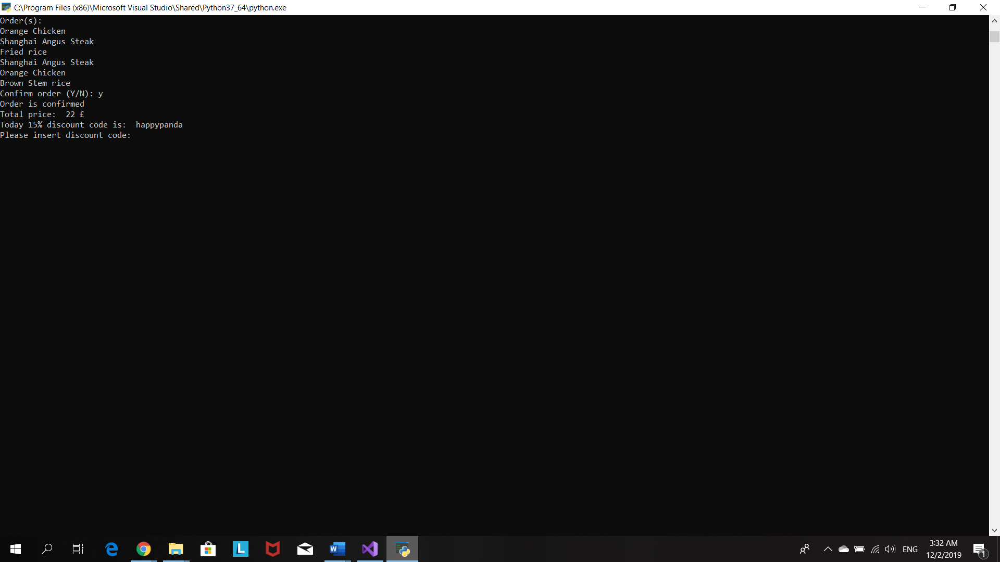 C:\Program Files (x86)\Microsoft Visual Studio\Shared\Python37_64\python.exe
Order(s):
Orange Chicken
Shanghai Angus Steak
Fried rice
Shanghai Angus Steak
Orange Chicken
Brown Stem rice
Confirm order (Y/N): y
Order is confirmed
Total price:  22 £
Today 15% discount code is:  happypanda
Please insert discount code:
L
W
ENG
3:32 AM
12/2/2019
1